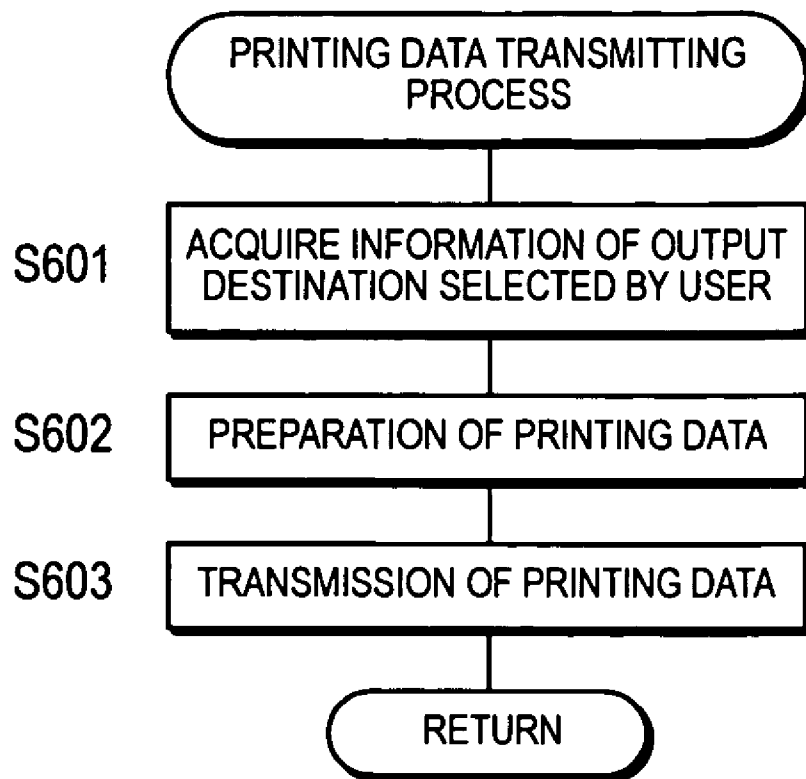 PRINTING DATA TRANSMITTING
PROCESS
S601
ACQUIRE INFORMATION OF OUTPUT
DESTINATION SELECTED BY USER
S602
PREPARATION OF PRINTING DATA
S603
TRANSMISSION OF PRINTING DATA
RETURN